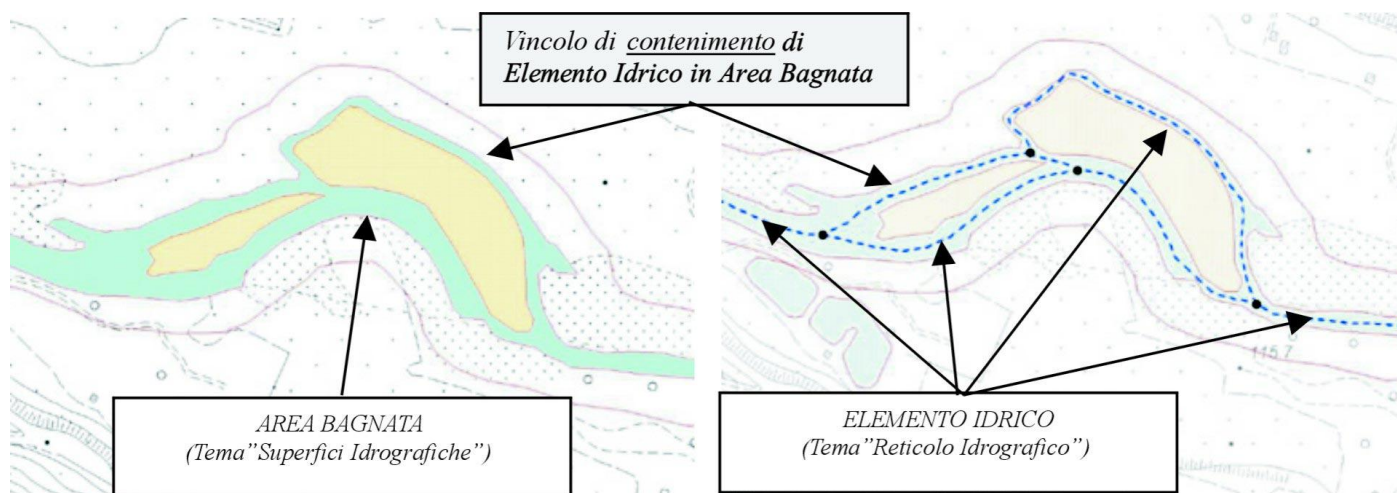 Vincolo di contenimento di
Elemento Idrico in Area Bagnata
115.7
AREA BAGNATA
(Tema”Superfici Idrografiche”)
ELEMENTO IDRICO
(Tema”Reticolo Idrografico”)